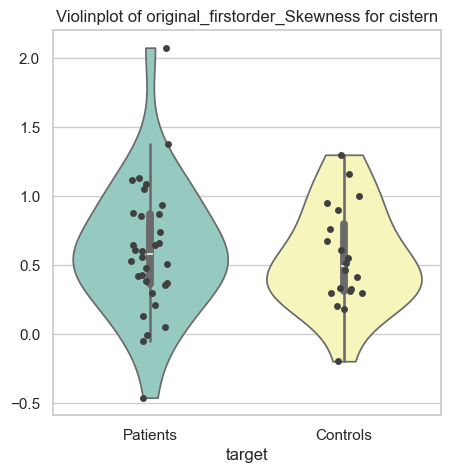 Violinplot of original_firstorder_Skewness for cistern
2.0
1.5
1.0
0.5
0.0
−0.5
Patients
Controls
target